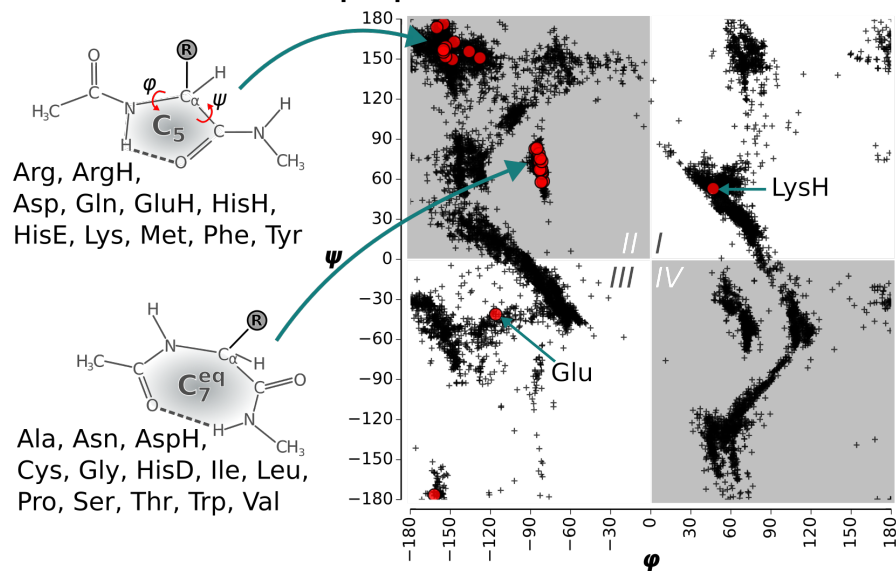 R
O
H
φ
Cα
ψ
H
H₃C
C
N
C₅
C
N
H
O
CH₃
Arg, ArgH,
Asp, Gln, GluH, HisH,
HisE, Lys, Met, Phe, Tyr
H
R
N
H₃C
C
Cα
H
C₇eq
C
O
O
H
N
CH₃
Ala, Asn, AspH,
Cys, Gly, HisD, Ile, Leu,
Pro, Ser, Thr, Trp, Val
ψ
180
150
120
90
60
30
0
−30
−60
−90
−120
−150
−180
LysH
II
I
III
IV
Glu
−180
−150
−120
−90
−60
−30
0
30
60
90
120
150
180
φ